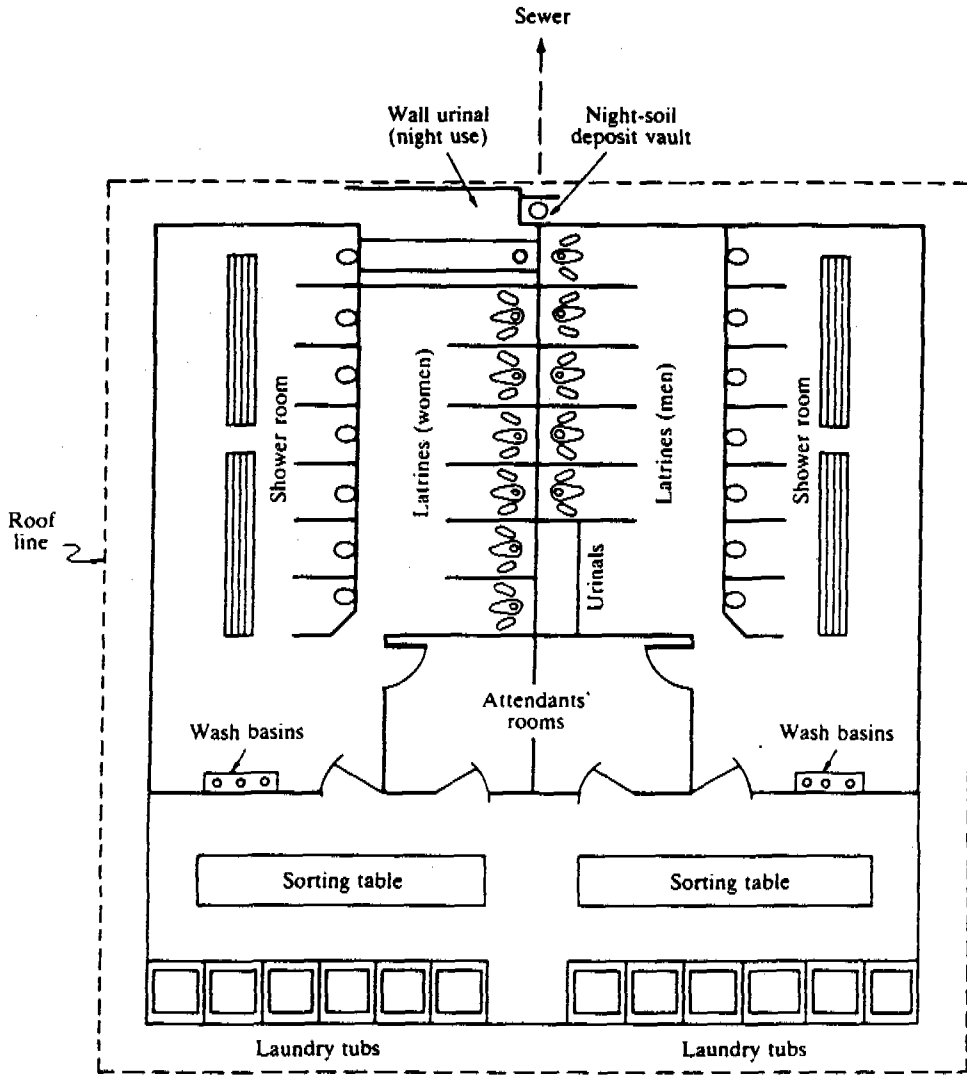 Sewer
Wall urinal
(night use)
Night-soil
deposit vault
Shower room
Latrines (women)
Latrines (men)
Shower room
Roof
line
Urinals
Attendants'
rooms
Wash basins
Wash basins
Sorting table
Sorting table
Laundry tubs
Laundry tubs